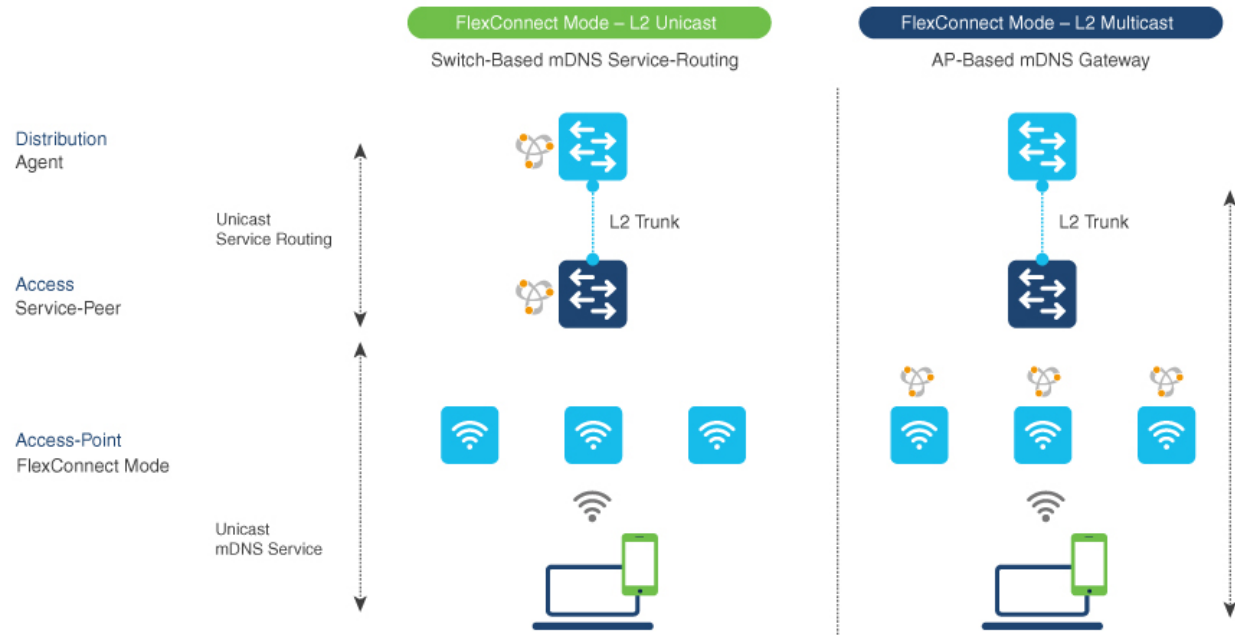 FlexConnect Mode – L2 Unicast
FlexConnect Mode – L2 Multicast
Switch-Based mDNS Service-Routing
AP-Based mDNS Gateway
Distribution
Agent
Unicast
Service Routing
L2 Trunk
L2 Trunk
Access
Service-Peer
Access-Point
FlexConnect Mode
Unicast
mDNS Service